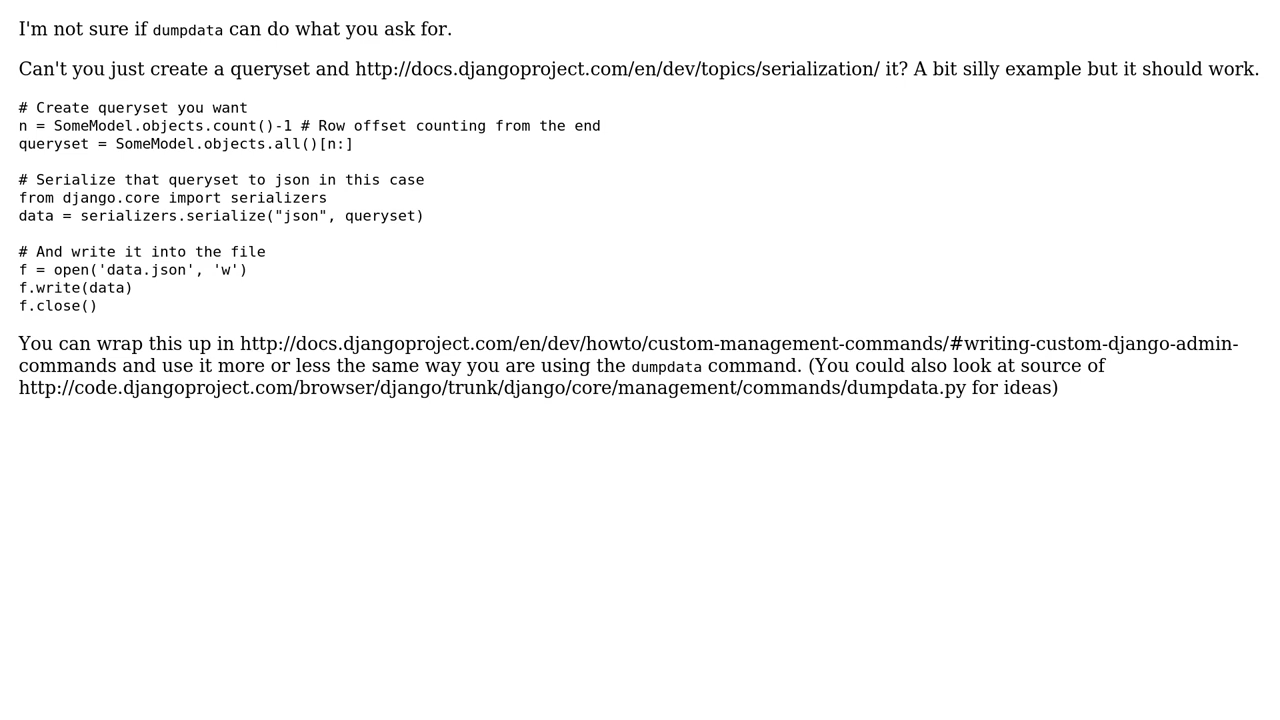 I'm not sure if dumpdata can do what you ask for.
Can't you just create a queryset and http://docs.djangoproject.com/en/dev/topics/serialization/ it? A bit silly example but it should work.
# Create queryset you want
n = SomeModel.objects.count()-1 # Row offset counting from the end
queryset = SomeModel.objects.all()[n:]
# Serialize that queryset to json in this case
from django.core import serializers
data = serializers.serialize("json", queryset)
# And write it into the file
f = open('data.json', 'w')
f.write(data)
f.close()
You can wrap this up in http://docs.djangoproject.com/en/dev/howto/custom-management-commands/#writing-custom-django-admin-
commands and use it more or less the same way you are using the dumpdata command. (You could also look at source of
http://code.djangoproject.com/browser/django/trunk/django/core/management/commands/dumpdata.py for ideas)